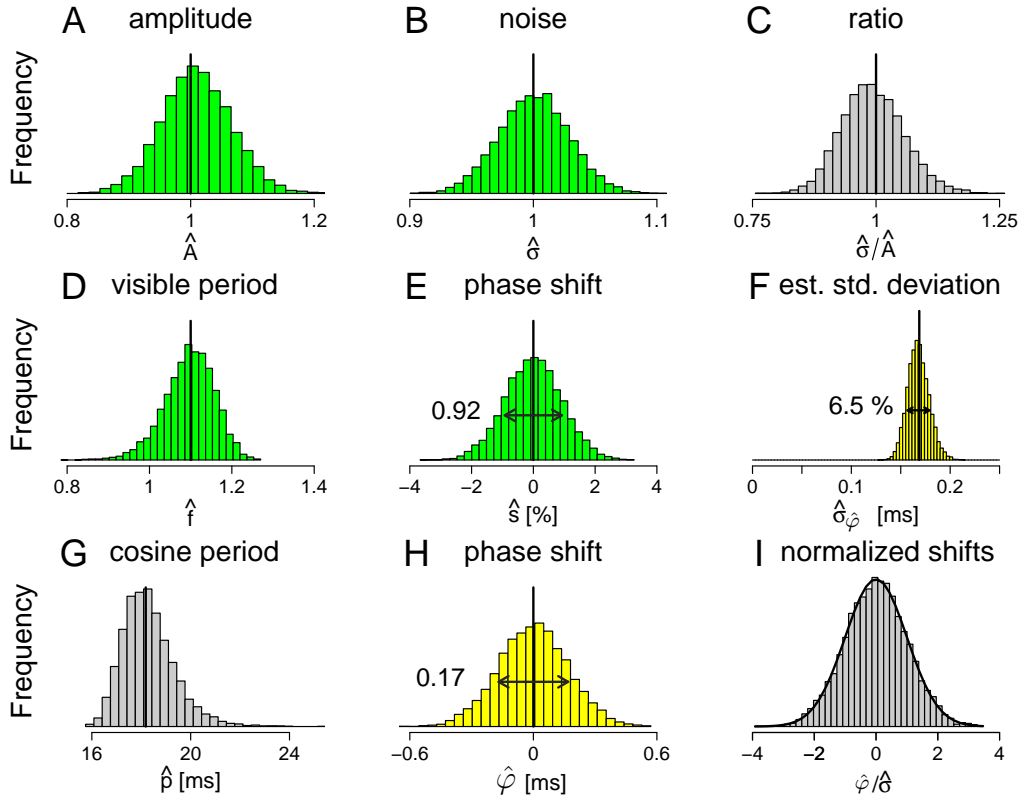 A amplitude
Frequency
0.8 1 1.2
Â
B noise
0.9 1 1.1
σ̂
C ratio
0.75 1 1.25
σ̂/Â
D visible period
Frequency
0.8 1 1.2 1.4
f̂
E phase shift
0.92
−4 −2 0 2 4
ŝ [%]
F est. std. deviation
6.5 %
0 0.1 0.2
σ̂φ̂ [ms]
G cosine period
Frequency
16 20 24
p̂ [ms]
H phase shift
0.17
−0.6 0 0.6
φ̂ [ms]
I normalized shifts
−4 −2 0 2 4
φ̂/σ̂